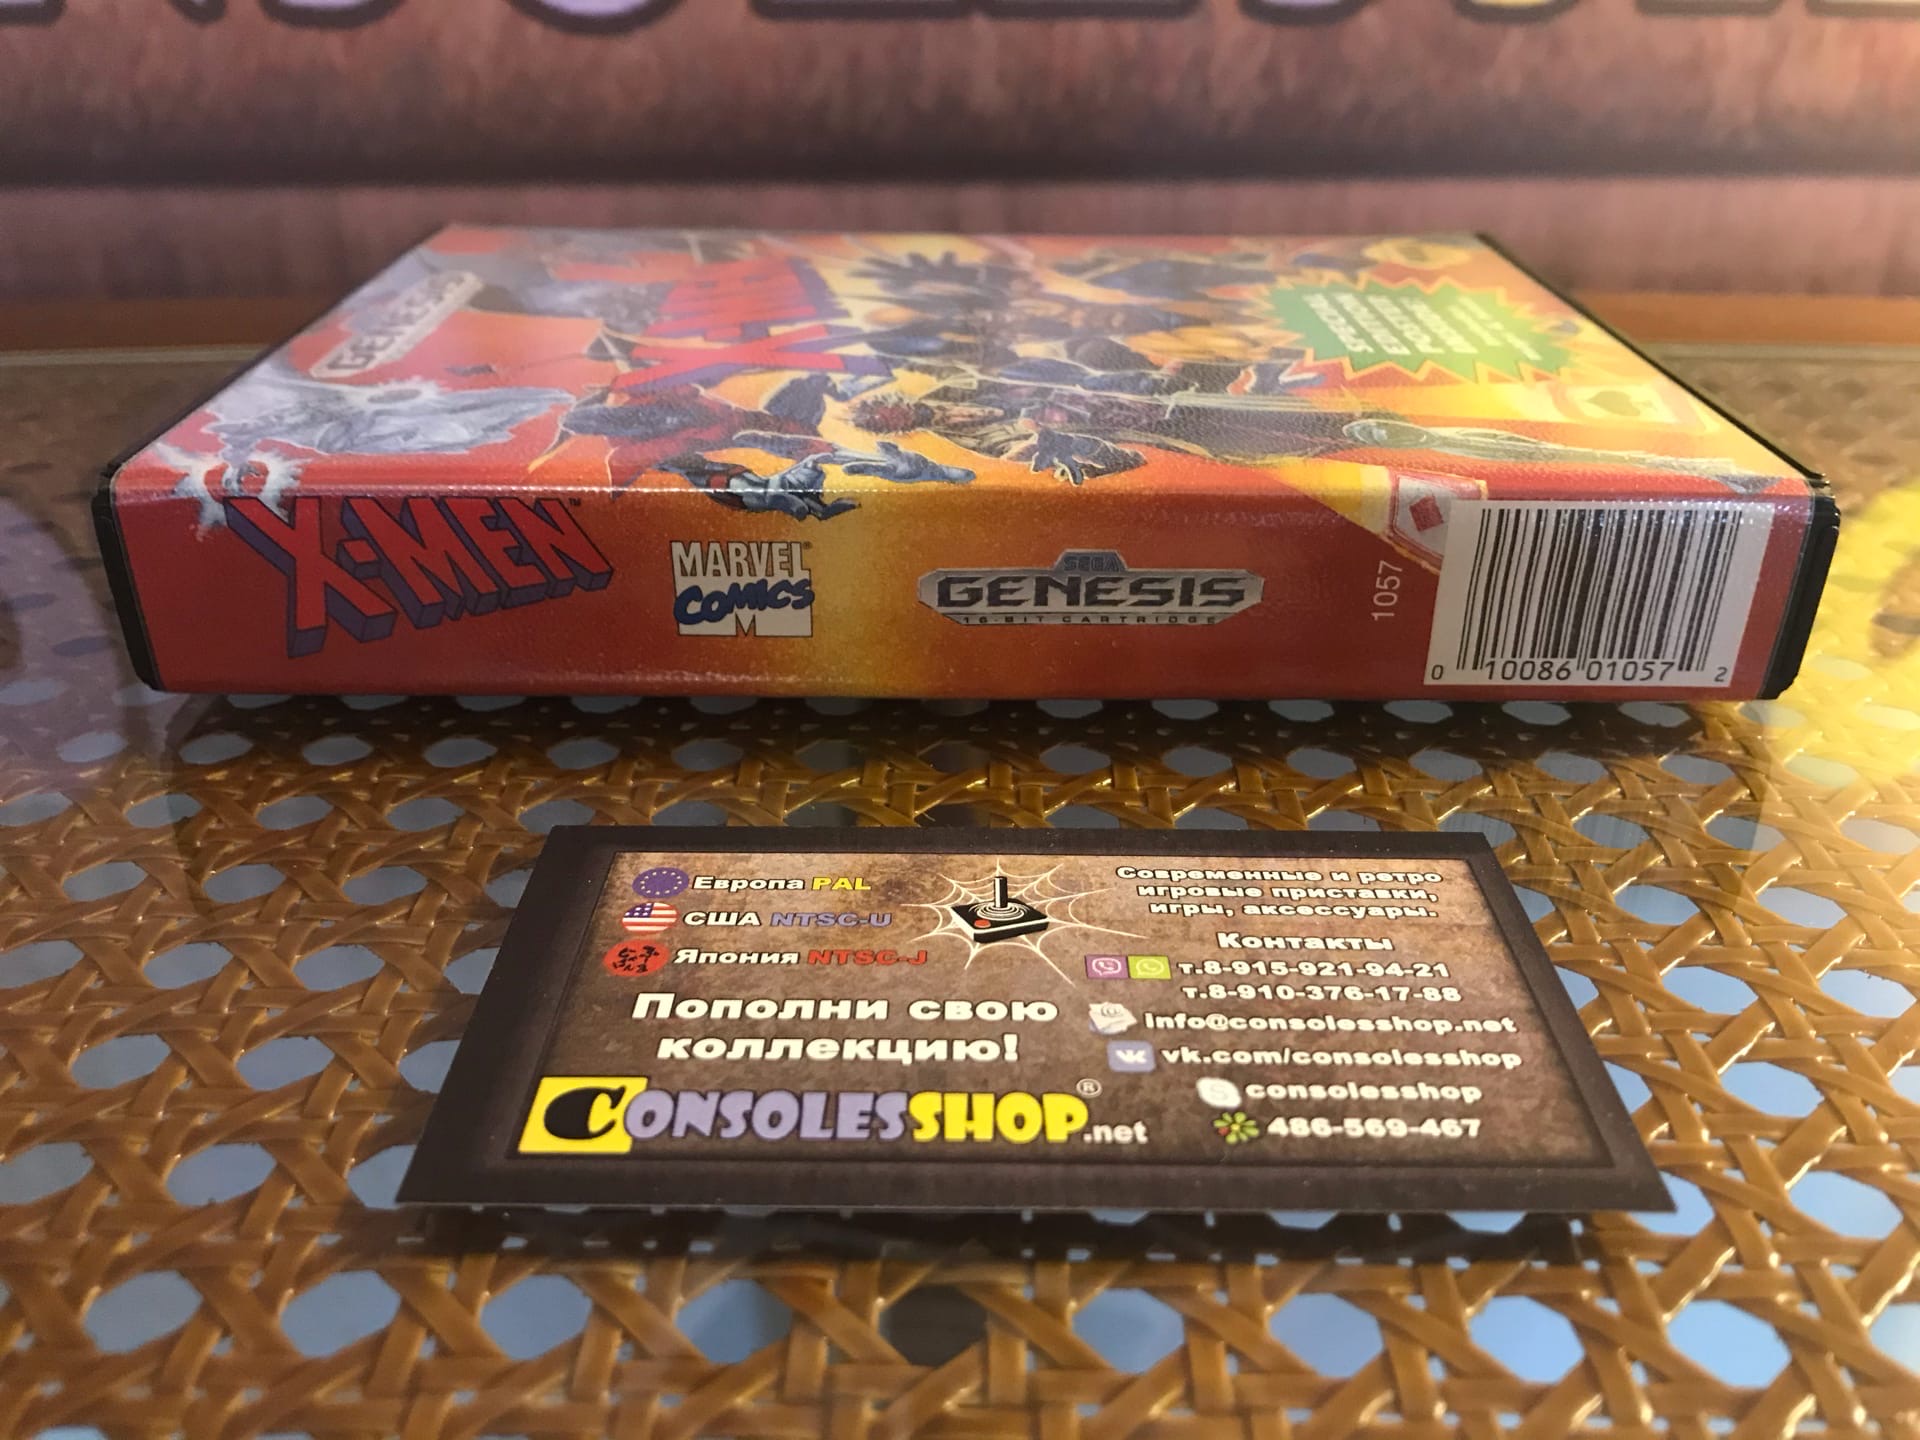 GENESIS
X-MEN
X-MEN™
MARVEL®
COMICS
SEGA
GENESIS
16-BIT CARTRIDGE
1057
0 10086 01057 2
Европа PAL
США NTSC-U
Япония NTSC-J
Пополни свою
коллекцию!
CONSOLESSHOP®.net
Современные и ретро
игровые приставки,
игры, аксессуары.
Контакты
т.8-915-921-94-21
т.8-910-376-17-88
info@consolesshop.net
vk.com/consolesshop
consolesshop
486-569-467